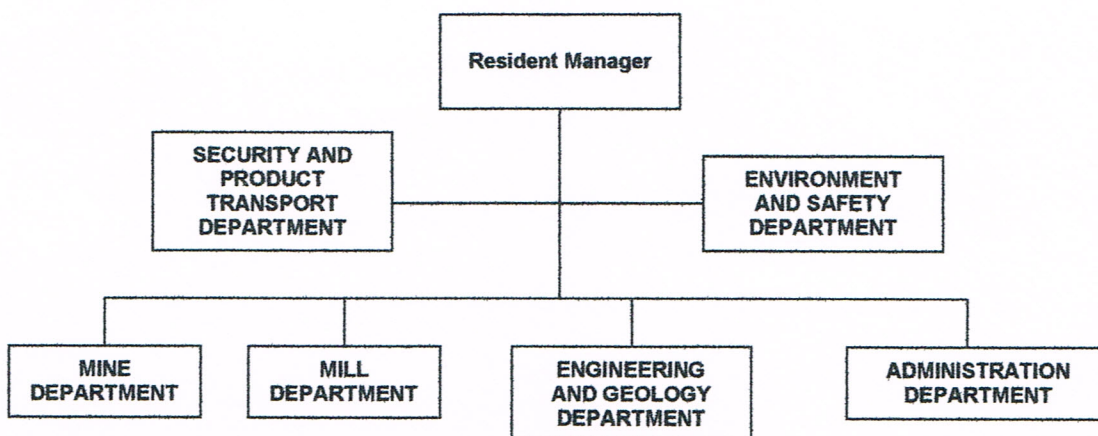 Resident Manager
SECURITY AND
PRODUCT
TRANSPORT
DEPARTMENT
ENVIRONMENT
AND SAFETY
DEPARTMENT
MINE
DEPARTMENT
MILL
DEPARTMENT
ENGINEERING
AND GEOLOGY
DEPARTMENT
ADMINISTRATION
DEPARTMENT